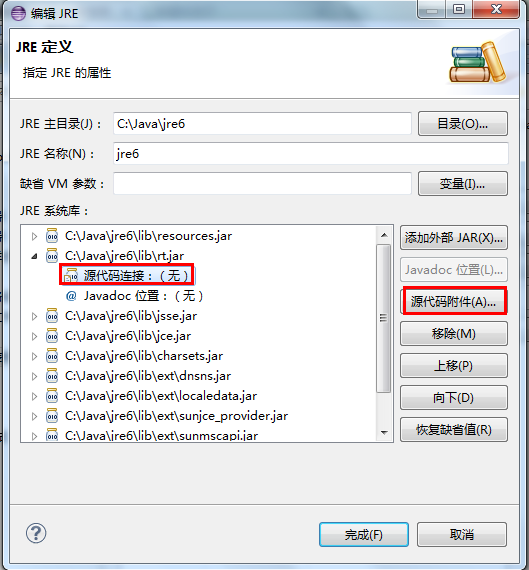 编辑 JRE
JRE 定义
指定 JRE 的属性
JRE 主目录(J)： C:\Java\jre6 目录(O)...
JRE 名称(N)： jre6
缺省 VM 参数： 变量(I)...
JRE 系统库：
C:\Java\jre6\lib\resources.jar 添加外部 JAR(X)...
C:\Java\jre6\lib\rt.jar
源代码连接：（无） Javadoc 位置(L)...
@ Javadoc 位置：（无） 源代码附件(A)...
C:\Java\jre6\lib\jsse.jar
C:\Java\jre6\lib\jce.jar 移除(M)
C:\Java\jre6\lib\charsets.jar 上移(P)
C:\Java\jre6\lib\ext\dnsns.jar
C:\Java\jre6\lib\ext\localedata.jar 向下(D)
C:\Java\jre6\lib\ext\sunjce_provider.jar
C:\Java\jre6\lib\ext\sunmscapi.jar 恢复缺省值(R)
? 完成(F) 取消